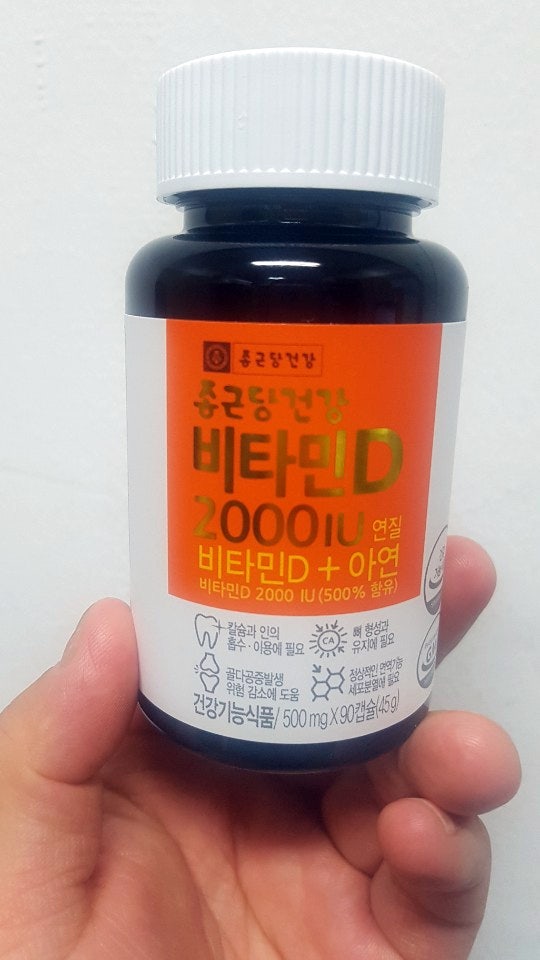 종근당건강
종근당건강
비타민D
2000IU 연질
비타민D + 아연
비타민D 2000 IU (500% 함유)
칼슘과 인의
흡수·이용에 필요
CA
뼈 형성과
유지에 필요
골다공증발생
위험 감소에 도움
정상적인 면역기능
세포분열에 필요
건강기능식품/ 500mg X 90캡슐(45g)